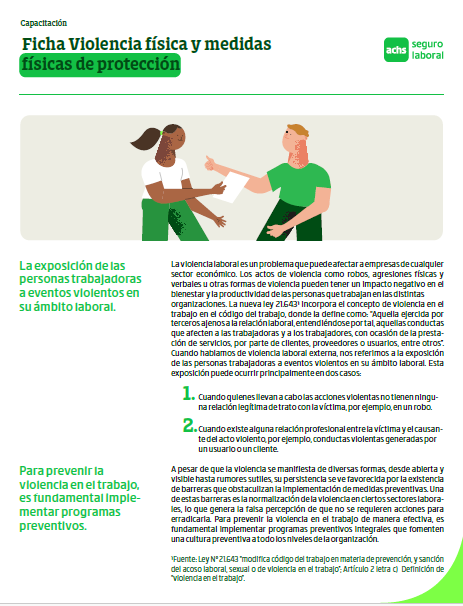 Capacitación
Ficha Violencia física y medidas
físicas de protección
achs seguro
laboral
La exposición de las
personas trabajadoras
a eventos violentos en
su ámbito laboral.
La violencia laboral es un problema que puede afectar a empresas de cualquier
sector económico. Los actos de violencia como robos, agresiones físicas y
verbales u otras formas de violencia pueden tener un impacto negativo en el
bienestar y la productividad de las personas que trabajan en las distintas
organizaciones. La nueva ley 21.643¹ incorpora el concepto de violencia en el
trabajo en el código del trabajo, donde la define como: "Aquella ejercida por
terceros ajenos a la relación laboral, entendiéndose por tal, aquellas conductas
que afecten a las trabajadoras y a los trabajadores, con ocasión de la presta-
ción de servicios, por parte de clientes, proveedores o usuarios, entre otros".
Cuando hablamos de violencia laboral externa, nos referimos a la exposición
de las personas trabajadoras a eventos violentos en su ámbito laboral. Esta
exposición puede ocurrir principalmente en dos casos:
1. Cuando quienes llevan a cabo las acciones violentas no tienen ningu-
na relación legítima de trato con la víctima, por ejemplo, en un robo.
2. Cuando existe alguna relación profesional entre la víctima y el causan-
te del acto violento, por ejemplo, conductas violentas generadas por
un usuario o un cliente.
Para prevenir la
violencia en el trabajo,
es fundamental imple-
mentar programas
preventivos.
A pesar de que la violencia se manifiesta de diversas formas, desde abierta y
visible hasta rumores sutiles, su persistencia se ve favorecida por la existencia
de barreras que obstaculizan la implementación de medidas preventivas. Una
de estas barreras es la normalización de la violencia en ciertos sectores labora-
les, lo que genera la falsa percepción de que no se requieren acciones para
erradicarla. Para prevenir la violencia en el trabajo de manera efectiva, es
fundamental implementar programas preventivos integrales que fomenten
una cultura preventiva a todo los niveles de la organización.
¹Fuente: Ley N° 21.643 "modifica código del trabajo en materia de prevención, y sanción
del acoso laboral, sexual o de violencia en el trabajo"; Artículo 2 letra c) Definición de
"violencia en el trabajo".